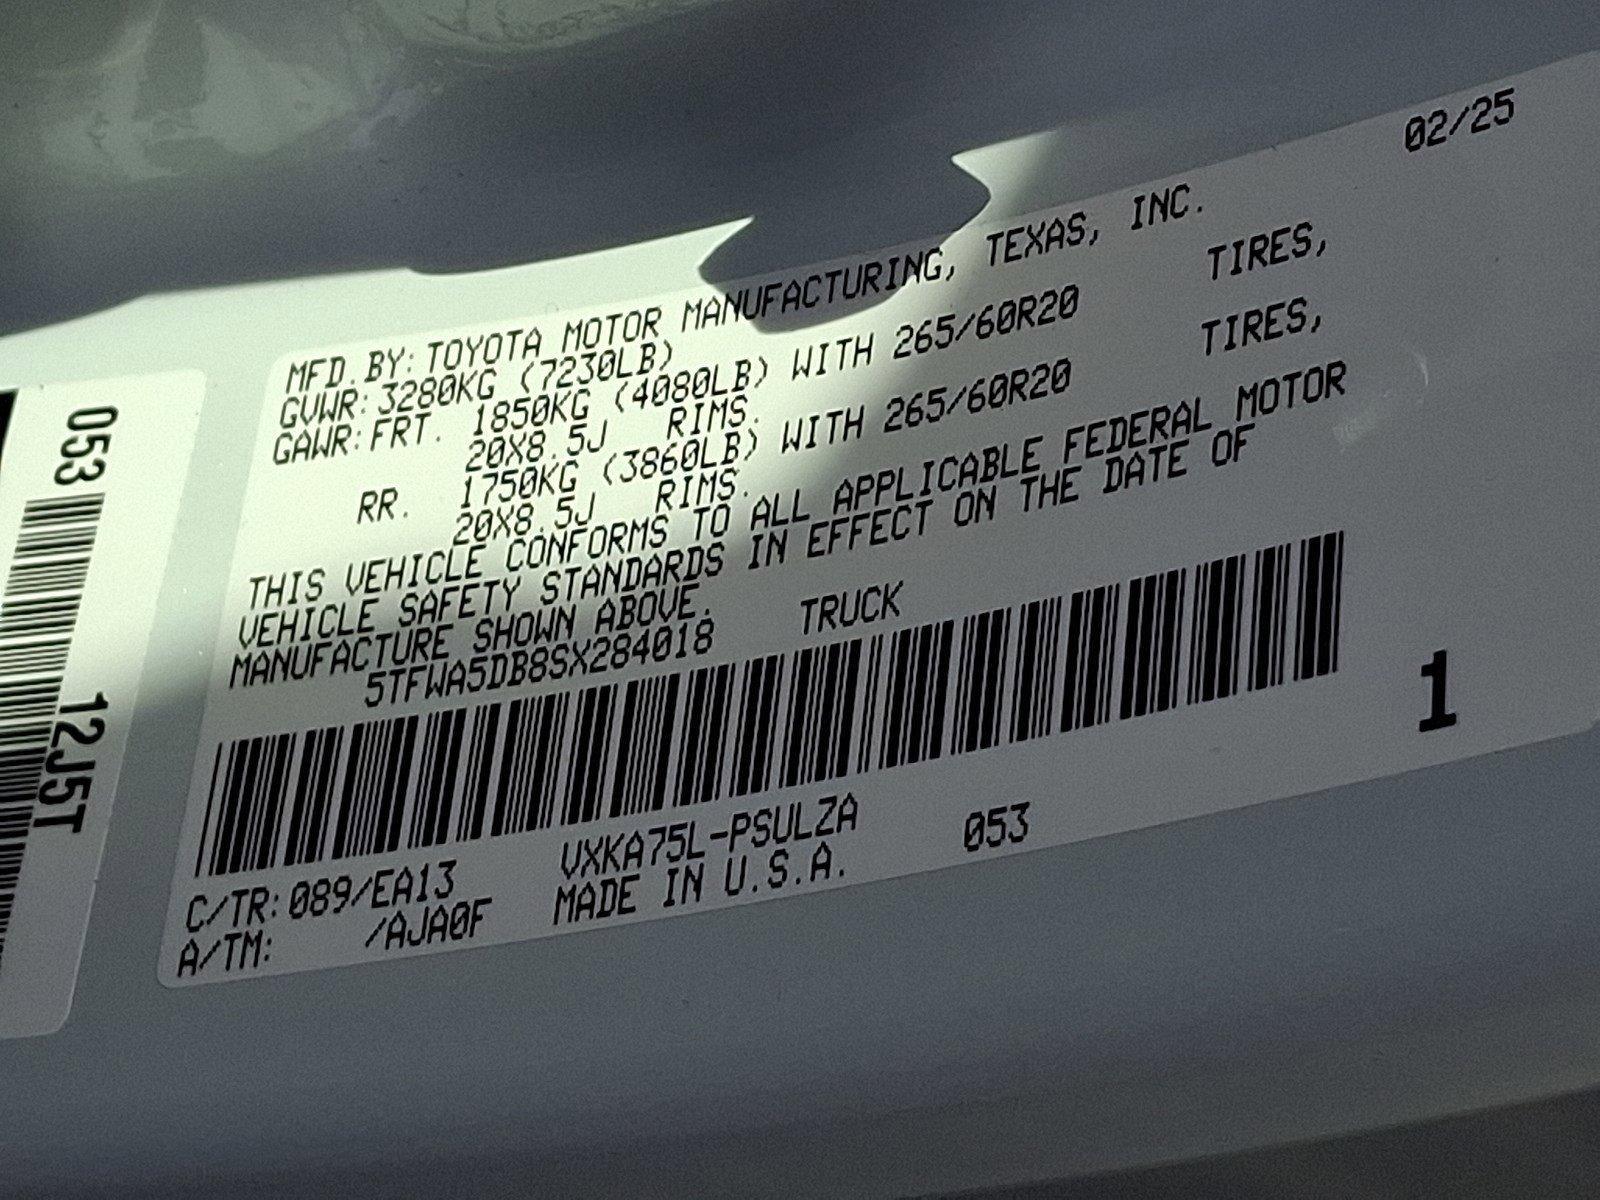 02/25
MFD.BY:TOYOTA MOTOR MANUFACTURING, TEXAS, INC.
GVWR:3280KG (7230LB)
GAWR:FRT. 1850KG (4080LB) WITH 265/60R20 TIRES,
20X8.5J RIMS.
RR. 1750KG (3860LB) WITH 265/60R20 TIRES,
20X8.5J RIMS.
THIS VEHICLE CONFORMS TO ALL APPLICABLE FEDERAL MOTOR
VEHICLE SAFETY STANDARDS IN EFFECT ON THE DATE OF
MANUFACTURE SHOWN ABOVE.
5TFWA5DB8SX284018 TRUCK
1
C/TR:089/EA13 VXKA75L-PSULZA 053
A/TM: /AJA0F MADE IN U.S.A.
053
12J5T